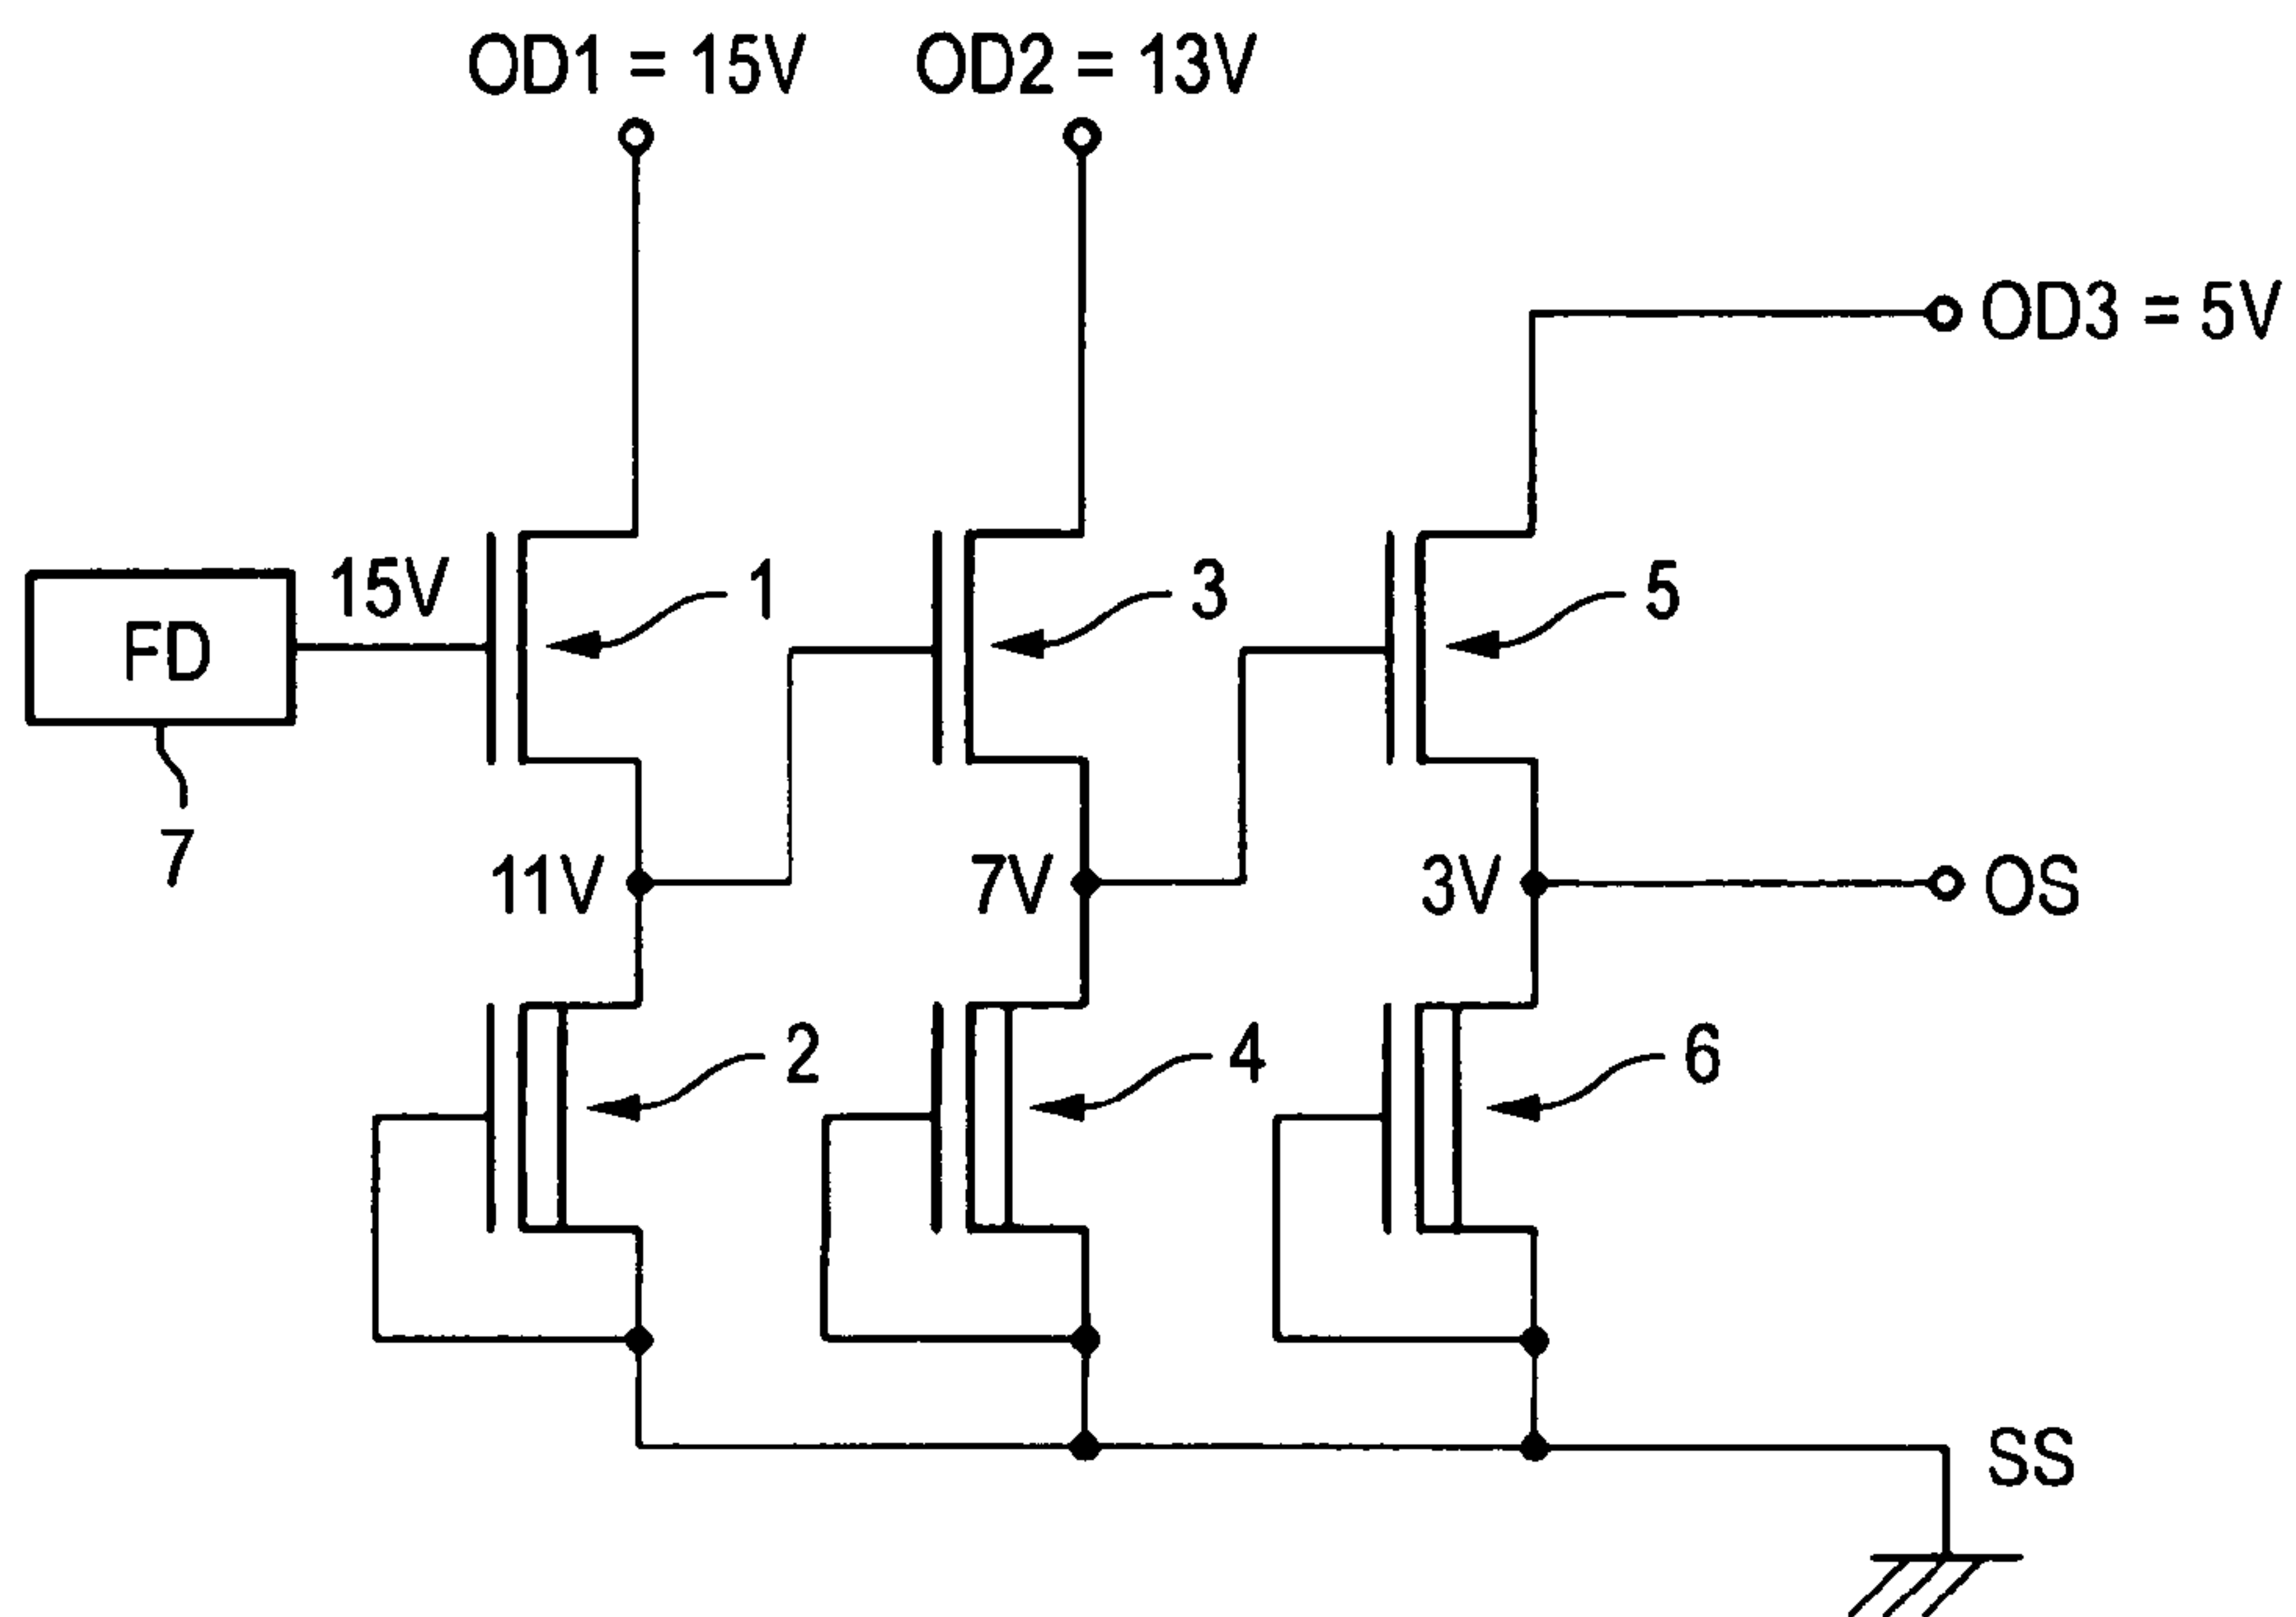 OD1 = 15V
OD2 = 13V
OD3 = 5V
15V
1
3
5
FD
7
11V
7V
3V
OS
2
4
6
SS